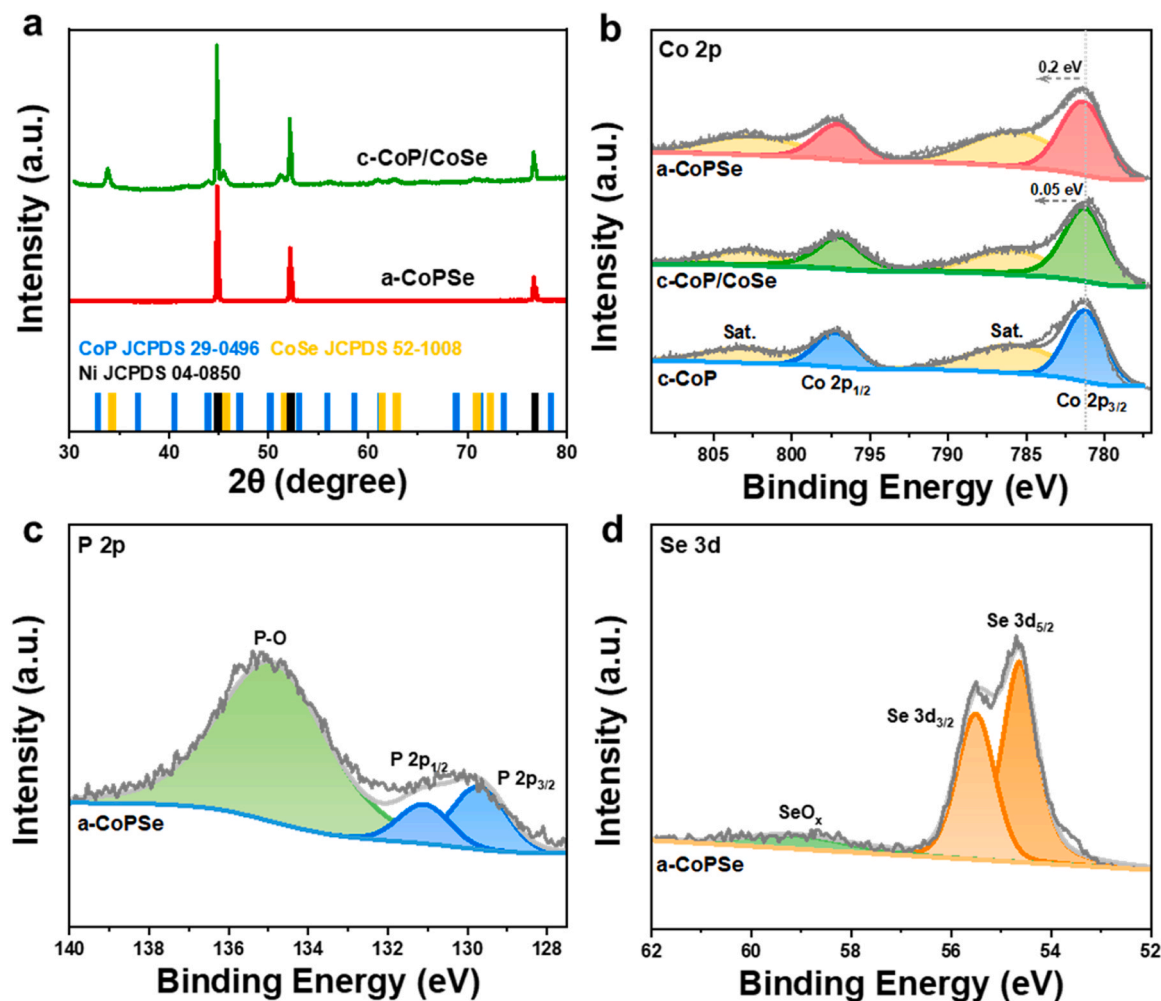 a
Intensity (a.u.)
c-CoP/CoSe
a-CoPSe
CoP JCPDS 29-0496 CoSe JCPDS 52-1008
Ni JCPDS 04-0850
30 40 50 60 70 80
2θ (degree)
b
Intensity (a.u.)
Co 2p
0.2 eV
a-CoPSe
0.05 eV
c-CoP/CoSe
Sat. Sat.
c-CoP
Co 2p1/2
Co 2p3/2
805 800 795 790 785 780
Binding Energy (eV)
c
Intensity (a.u.)
P 2p
P-O
P 2p1/2
P 2p3/2
a-CoPSe
140 138 136 134 132 130 128
Binding Energy (eV)
d
Intensity (a.u.)
Se 3d
Se 3d5/2
Se 3d3/2
SeOx
a-CoPSe
62 60 58 56 54 52
Binding Energy (eV)